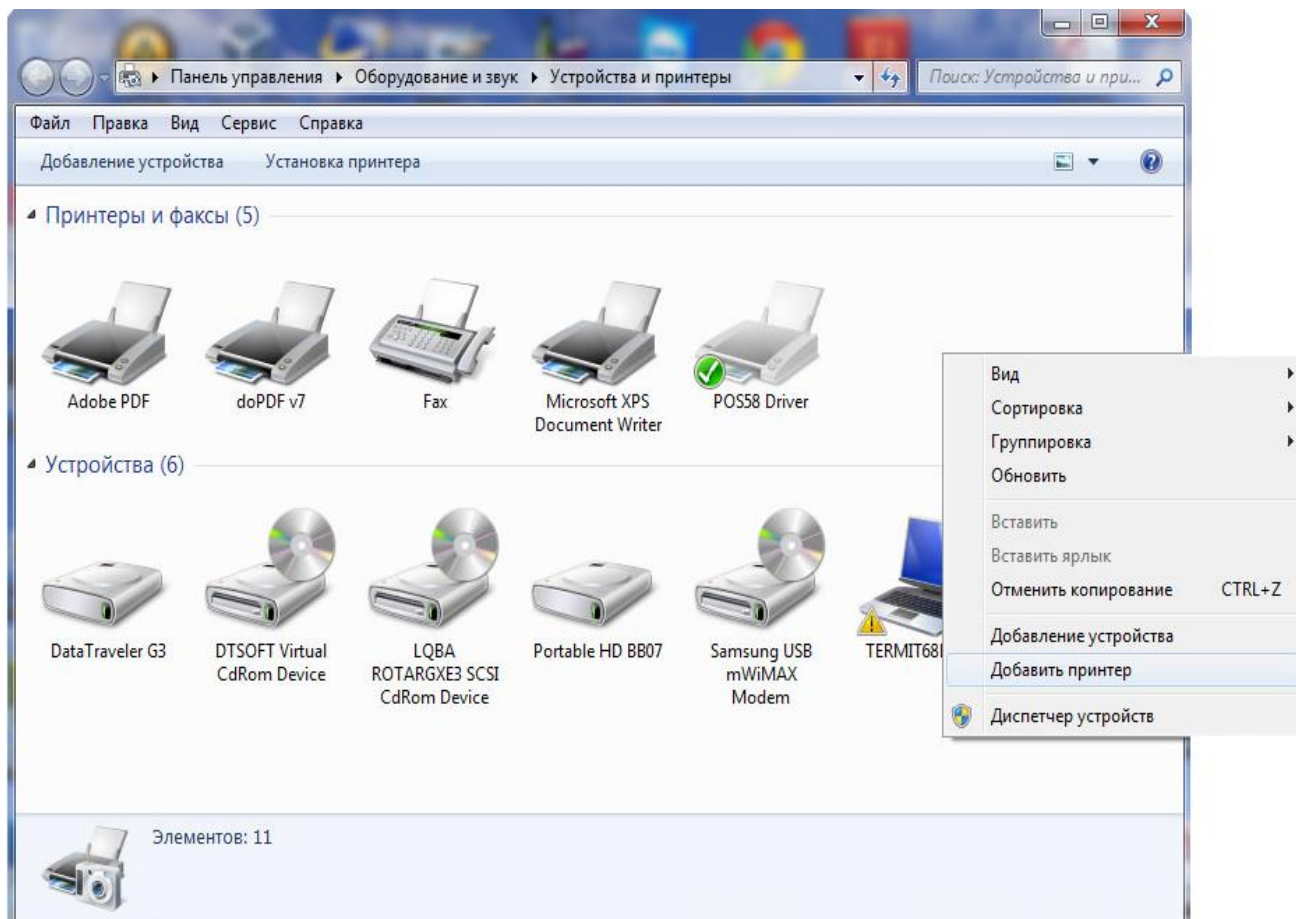 Панель управления ▸ Оборудование и звук ▸ Устройства и принтеры
Поиск: Устройства и при...
Файл Правка Вид Сервис Справка
Добавление устройства Установка принтера
Принтеры и факсы (5)
Adobe PDF
doPDF v7
Fax
Microsoft XPS
Document Writer
POS58 Driver
Устройства (6)
DataTraveler G3
DTSOFT Virtual
CdRom Device
LQBA
ROTARGXE3 SCSI
CdRom Device
Portable HD BB07
Samsung USB
mWiMAX
Modem
TERMIT68
Вид
Сортировка
Группировка
Обновить
Вставить
Вставить ярлык
Отменить копирование CTRL+Z
Добавление устройства
Добавить принтер
Диспетчер устройств
Элементов: 11